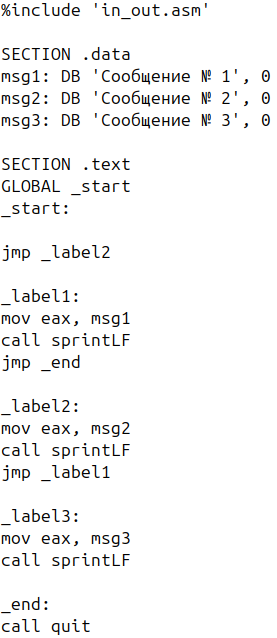 %include 'in_out.asm'
SECTION .data
msg1: DB 'Сообщение № 1', 0
msg2: DB 'Сообщение № 2', 0
msg3: DB 'Сообщение № 3', 0
SECTION .text
GLOBAL _start
_start:
jmp _label2
_label1:
mov eax, msg1
call sprintLF
jmp _end
_label2:
mov eax, msg2
call sprintLF
jmp _label1
_label3:
mov eax, msg3
call sprintLF
_end:
call quit